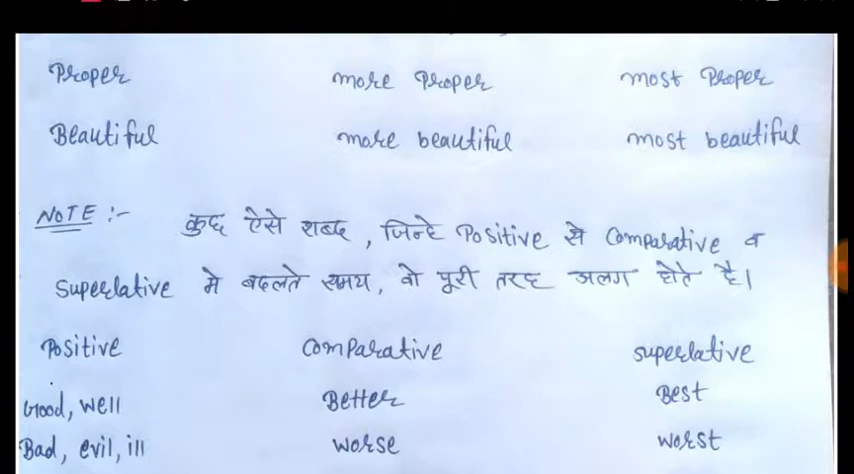 Proper more Proper most Proper
Beautiful more beautiful most beautiful
NOTE :- कुछ ऐसे शब्द, जिन्हे Positive से Comparative व
Superlative मे बदलते समय, वो पूरी तरह अलग होते है।
Positive Comparative Superlative
Good, well Better Best
Bad, evil, ill worse worst